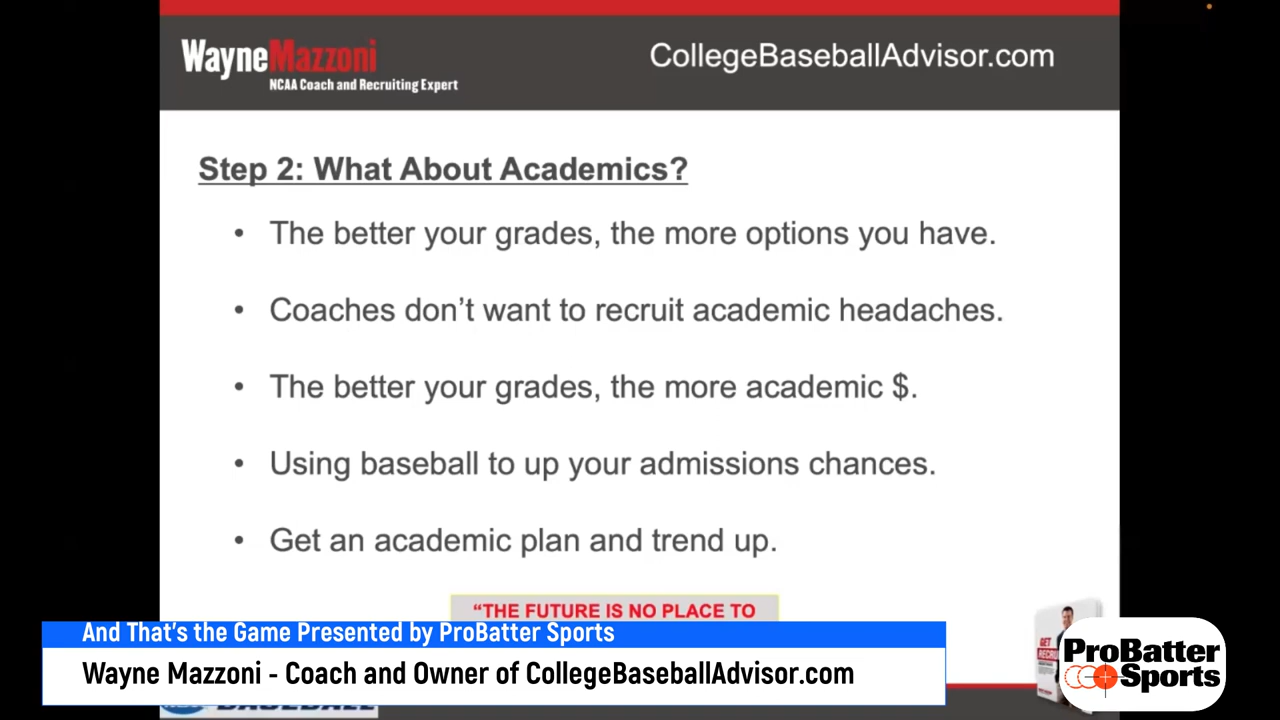 WayneMazzoni
NCAA Coach and Recruiting Expert
CollegeBaseballAdvisor.com
Step 2: What About Academics?
• The better your grades, the more options you have.
• Coaches don’t want to recruit academic headaches.
• The better your grades, the more academic $.
• Using baseball to up your admissions chances.
• Get an academic plan and trend up.
“THE FUTURE IS NO PLACE TO
And That's the Game Presented by ProBatter Sports
Wayne Mazzoni - Coach and Owner of CollegeBaseballAdvisor.com
GET
ProBatter
Sports